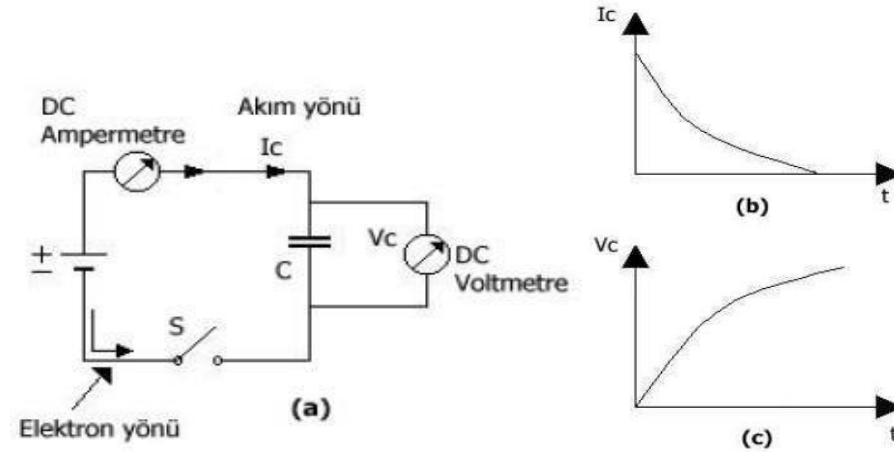 DC
Ampermetre
Akım yönü
Ic
+
−
Vc
C
DC
Voltmetre
S
Elektron yönü
(a)
Ic
t
(b)
Vc
t
(c)